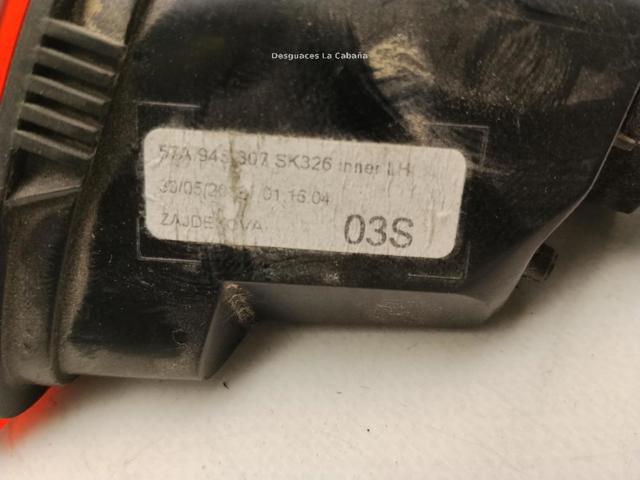 Desguaces La Cabaña
57A 945 307 SK326 inner LH
01 16:04
03S